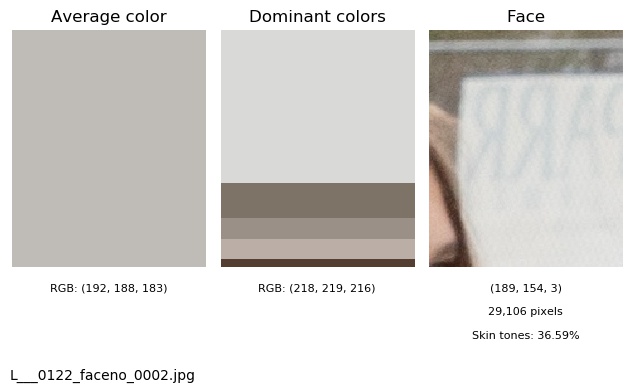 Average color
Dominant colors
Face
RGB: (192, 188, 183)
RGB: (218, 219, 216)
(189, 154, 3)
29,106 pixels
Skin tones: 36.59%
L___0122_faceno_0002.jpg